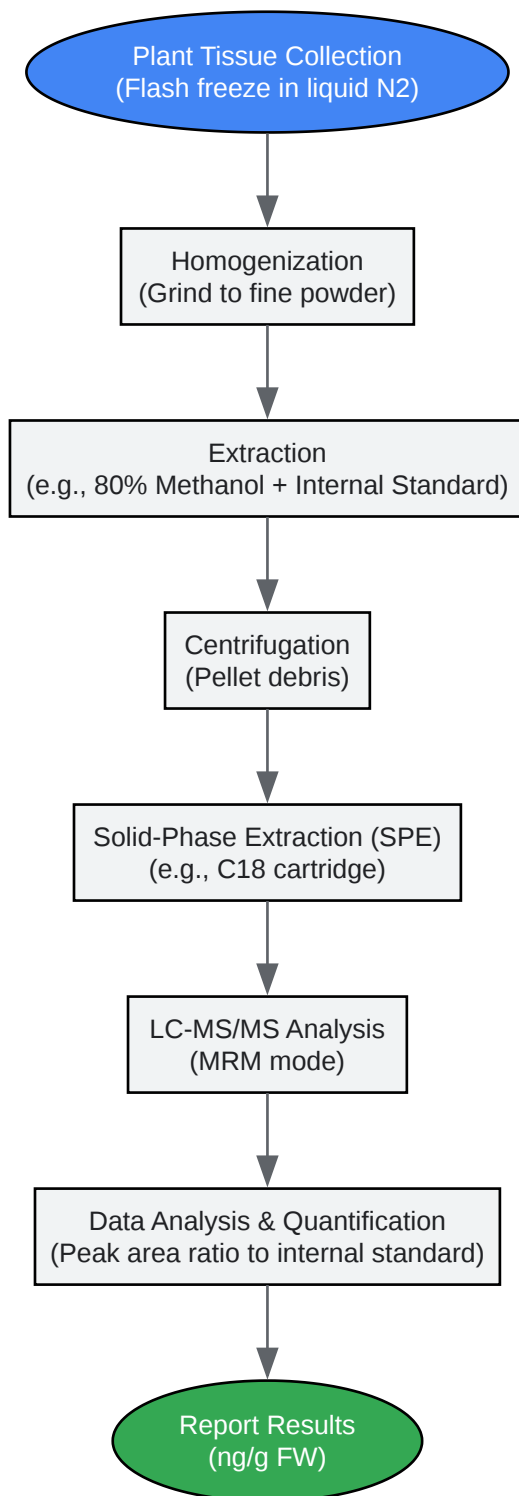 Plant Tissue Collection
(Flash freeze in liquid N2)
Homogenization
(Grind to fine powder)
Extraction
(e.g., 80% Methanol + Internal Standard)
Centrifugation
(Pellet debris)
Solid-Phase Extraction (SPE)
(e.g., C18 cartridge)
LC-MS/MS Analysis
(MRM mode)
Data Analysis & Quantification
(Peak area ratio to internal standard)
Report Results
(ng/g FW)